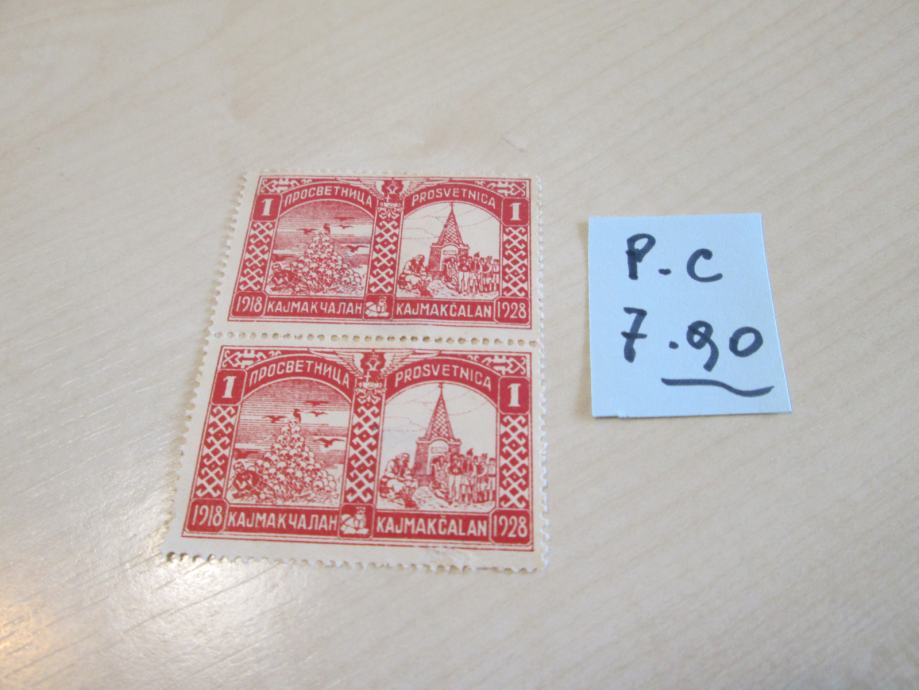 1 ПРОСВЕТНИЦА PROSVETNICA 1
1918 КАЈМАКЧАЛАН KAJMAKČALAN 1928
1 ПРОСВЕТНИЦА PROSVETNICA 1
1918 КАЈМАКЧАЛАН KAJMAKČALAN 1928
P.C
7.90